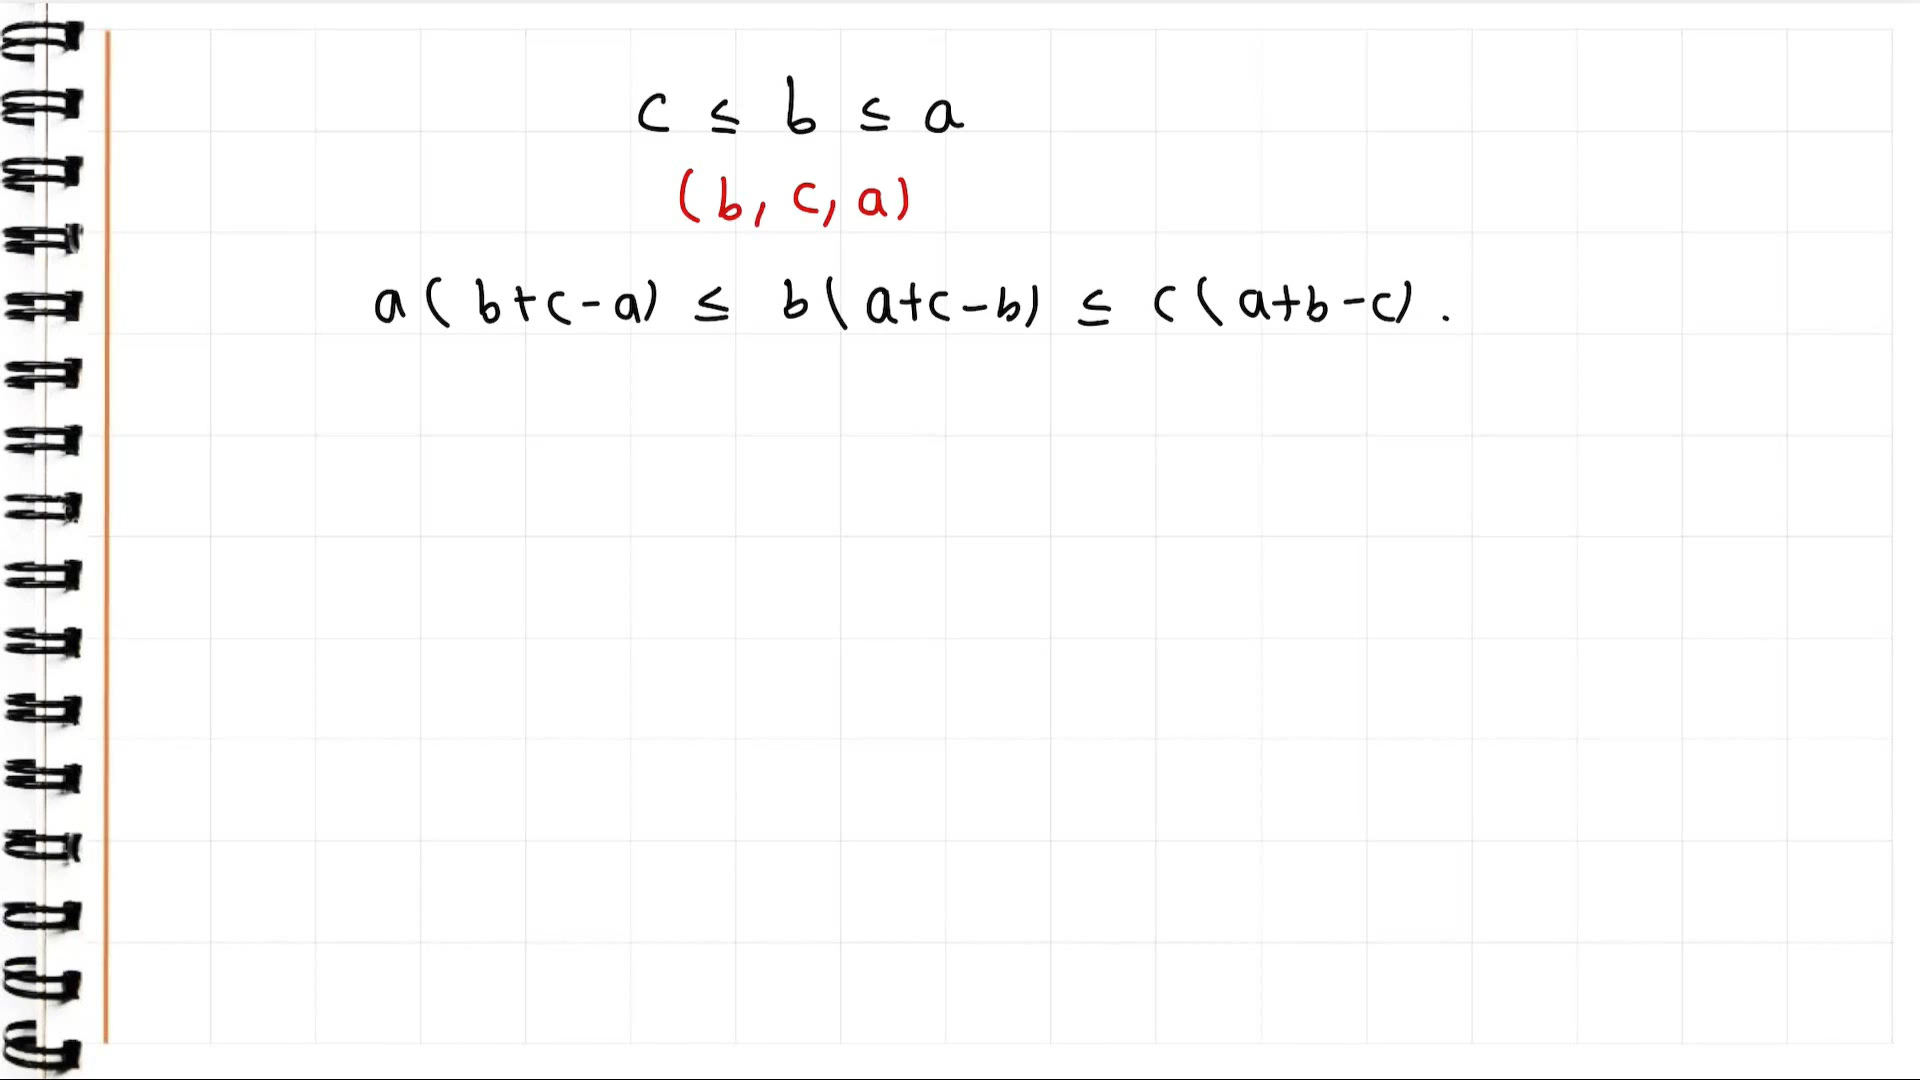 c ≤ b ≤ a
(b, c, a)
a(b+c-a) ≤ b(a+c-b) ≤ c(a+b-c).